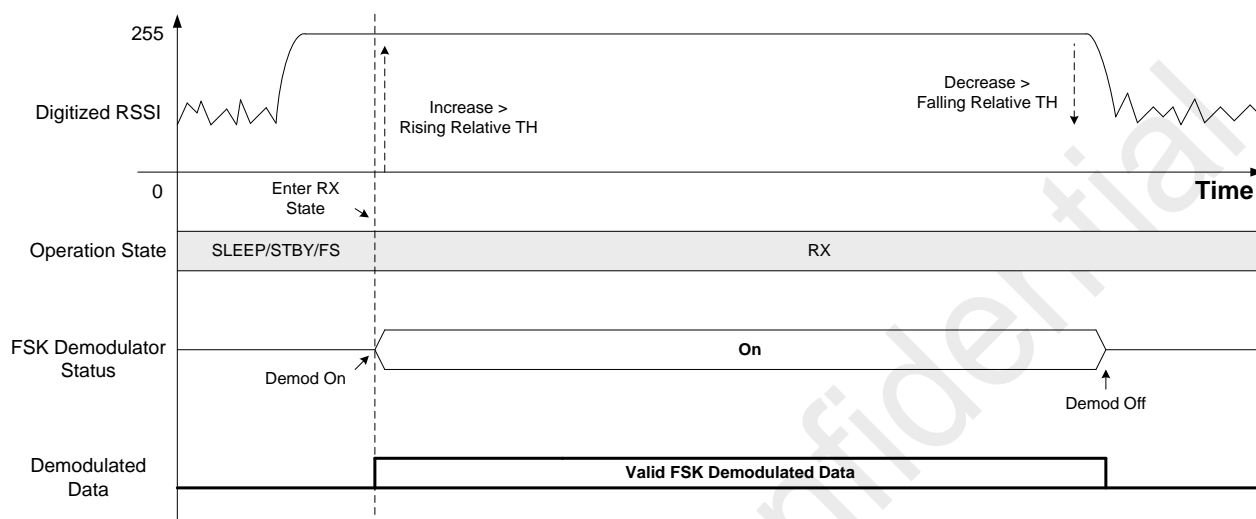 255
Digitized RSSI
Increase >
Rising Relative TH
Decrease >
Falling Relative TH
0
Enter RX
State
Time
Operation State
SLEEP/STBY/FS
RX
FSK Demodulator
Status
On
Demod On
Demod Off
Demodulated
Data
Valid FSK Demodulated Data
nfidential